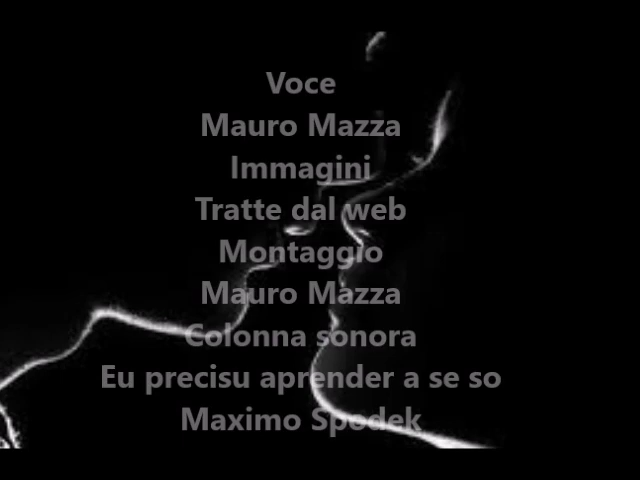 Voce
Mauro Mazza
Immagini
Tratte dal web
Montaggio
Mauro Mazza
Colonna sonora
Eu precisu aprender a se so
Maximo Spodek